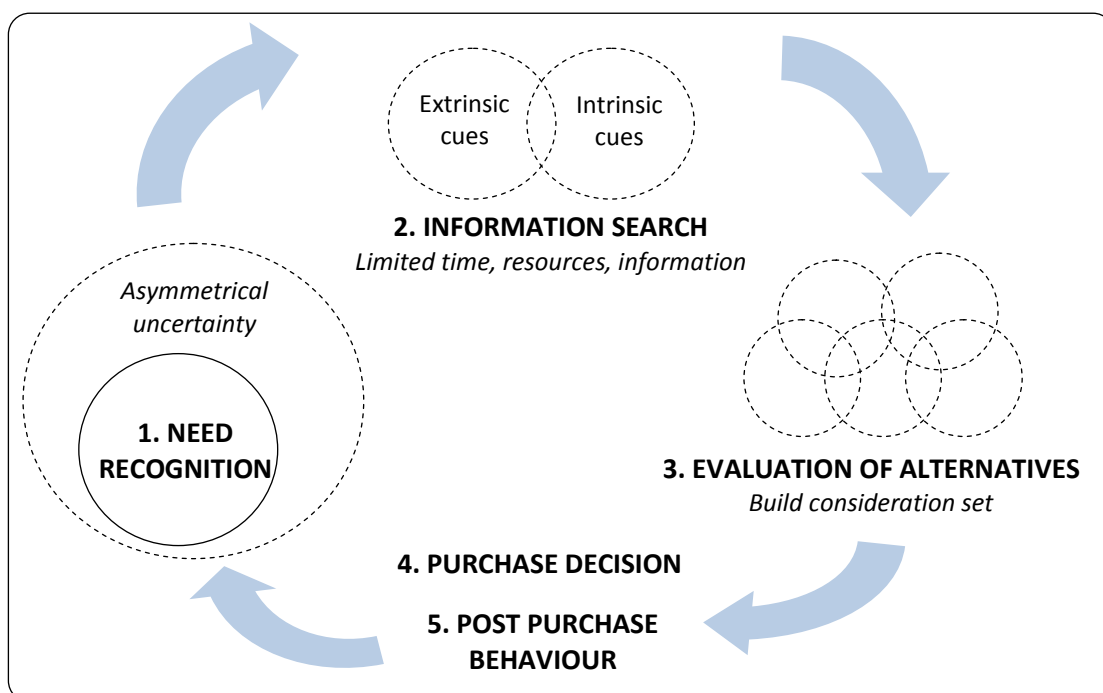 Extrinsic
cues
Intrinsic
cues
2. INFORMATION SEARCH
Limited time, resources, information
Asymmetrical
uncertainty
1. NEED
RECOGNITION
3. EVALUATION OF ALTERNATIVES
Build consideration set
4. PURCHASE DECISION
5. POST PURCHASE
BEHAVIOUR